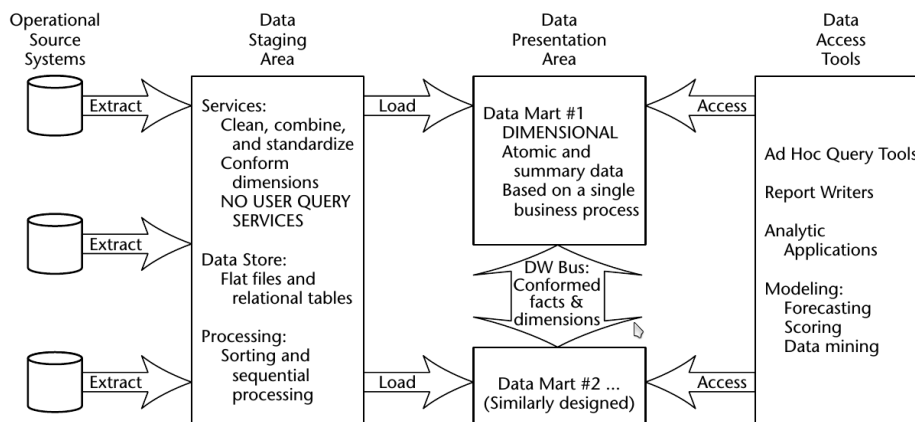 Operational
Source
Systems
Data
Staging
Area
Data
Presentation
Area
Data
Access
Tools
Extract
Extract
Extract
Services:
Clean, combine,
and standardize
Conform
dimensions
NO USER QUERY
SERVICES
Data Store:
Flat files and
relational tables
Processing:
Sorting and
sequential
processing
Load
Load
Data Mart #1
DIMENSIONAL
Atomic and
summary data
Based on a single
business process
DW Bus:
Conformed
facts &
dimensions
Data Mart #2 ...
(Similarly designed)
Access
Access
Ad Hoc Query Tools
Report Writers
Analytic
Applications
Modeling:
Forecasting
Scoring
Data mining